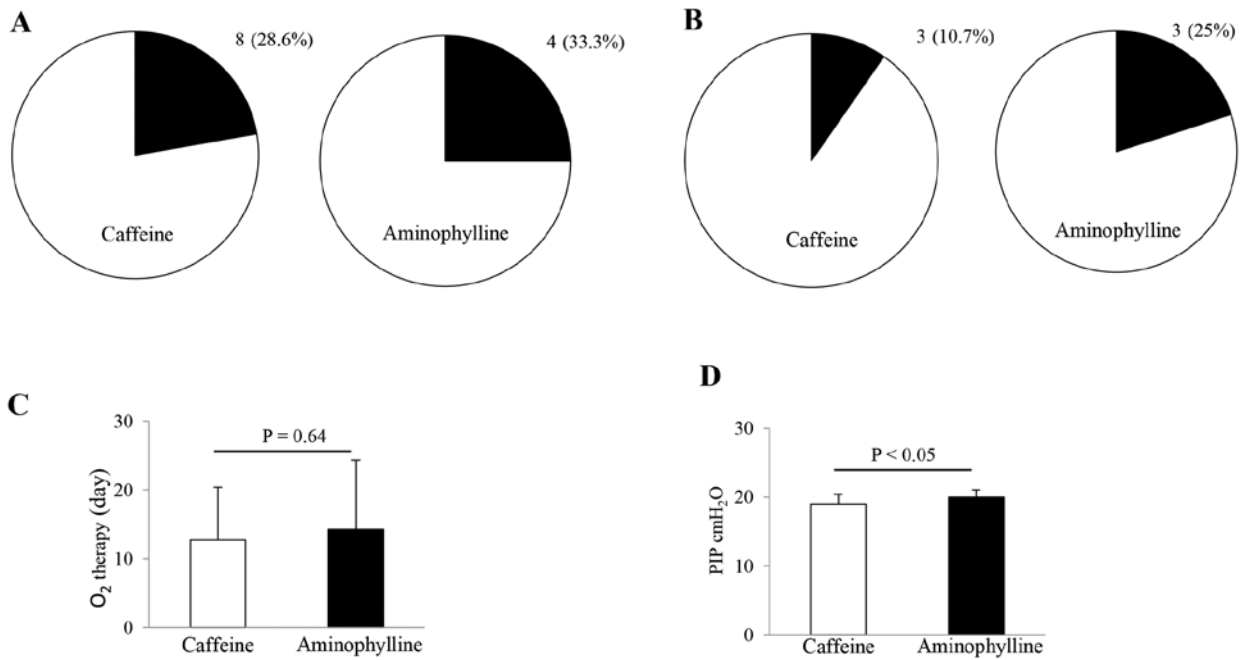 A
8 (28.6%)
Caffeine
4 (33.3%)
Aminophylline
B
3 (10.7%)
Caffeine
3 (25%)
Aminophylline
C
30
20
10
0
O₂ therapy (day)
P = 0.64
Caffeine
Aminophylline
D
30
20
10
0
PIP cmH₂O
P < 0.05
Caffeine
Aminophylline